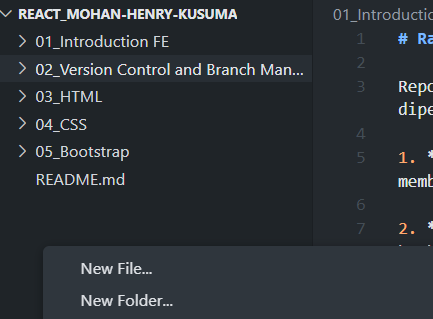 REACT_MOHAN-HENRY-KUSUMA
01_Introduction FE
02_Version Control and Branch Man...
03_HTML
04_CSS
05_Bootstrap
README.md
New File...
New Folder...
01_Introductio
1 # Ra
2
3 Repo
dipe
4
5 1. *
memb
6
7 2. *